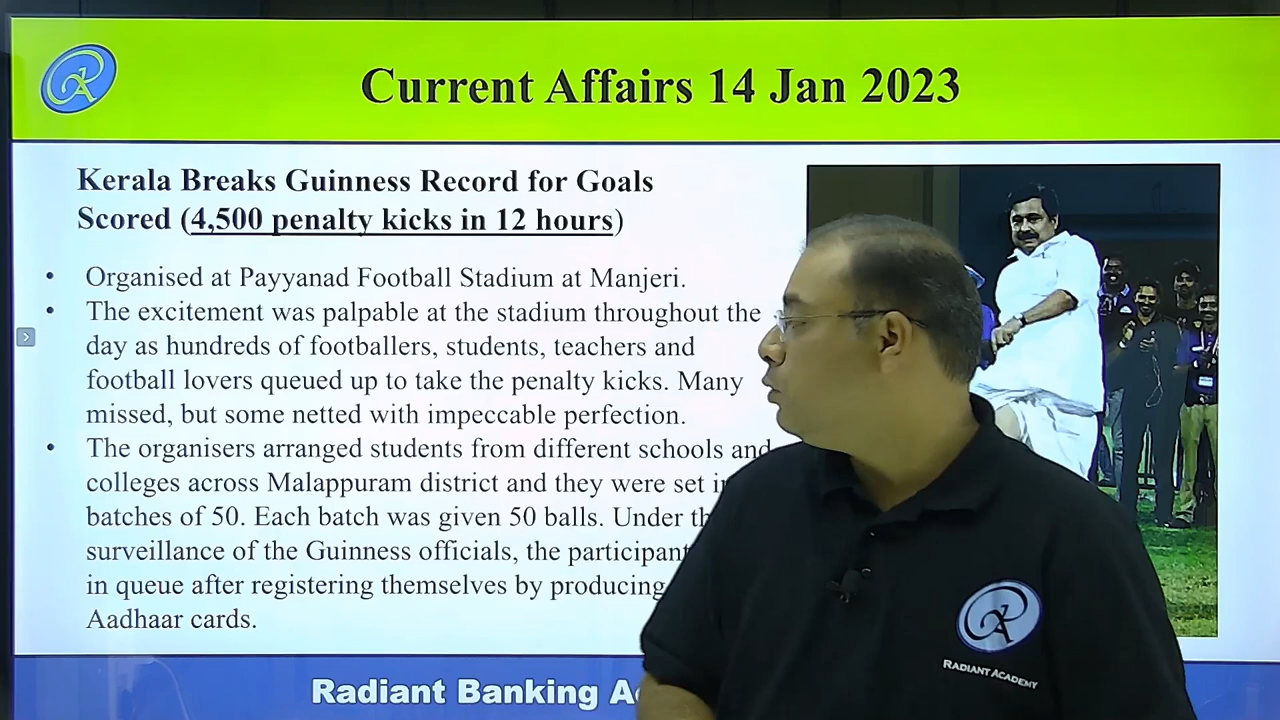 Current Affairs 14 Jan 2023
Kerala Breaks Guinness Record for Goals
Scored (4,500 penalty kicks in 12 hours)
• Organised at Payyanad Football Stadium at Manjeri.
• The excitement was palpable at the stadium throughout the
day as hundreds of footballers, students, teachers and
football lovers queued up to take the penalty kicks. Many
missed, but some netted with impeccable perfection.
• The organisers arranged students from different schools and
colleges across Malappuram district and they were set
batches of 50. Each batch was given 50 balls. Under
surveillance of the Guinness officials, the
in queue after registering themselves by producing
Aadhaar cards.
Radiant Banking
RADIANT ACADEMY